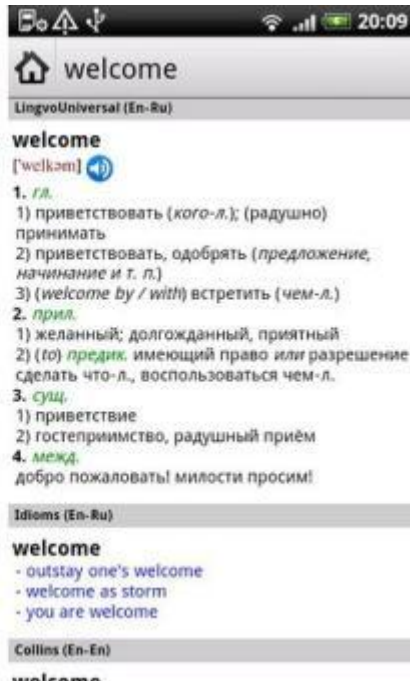 20:09
welcome
LingvoUniversal (En-Ru)
welcome
['welkəm]
1. гл.
1) приветствовать (кого-л.); (радушно)
принимать
2) приветствовать, одобрять (предложение,
начинание и т. п.)
3) (welcome by / with) встретить (чем-л.)
2. прил.
1) желанный; долгожданный, приятный
2) (to) предик. имеющий право или разрешение
сделать что-л., воспользоваться чем-л.
3. сущ.
1) приветствие
2) гостеприимство, радушный приём
4. межд.
добро пожаловать! милости просим!
Idioms (En-Ru)
welcome
- outstay one's welcome
- welcome as storm
- you are welcome
Collins (En-En)
welcome